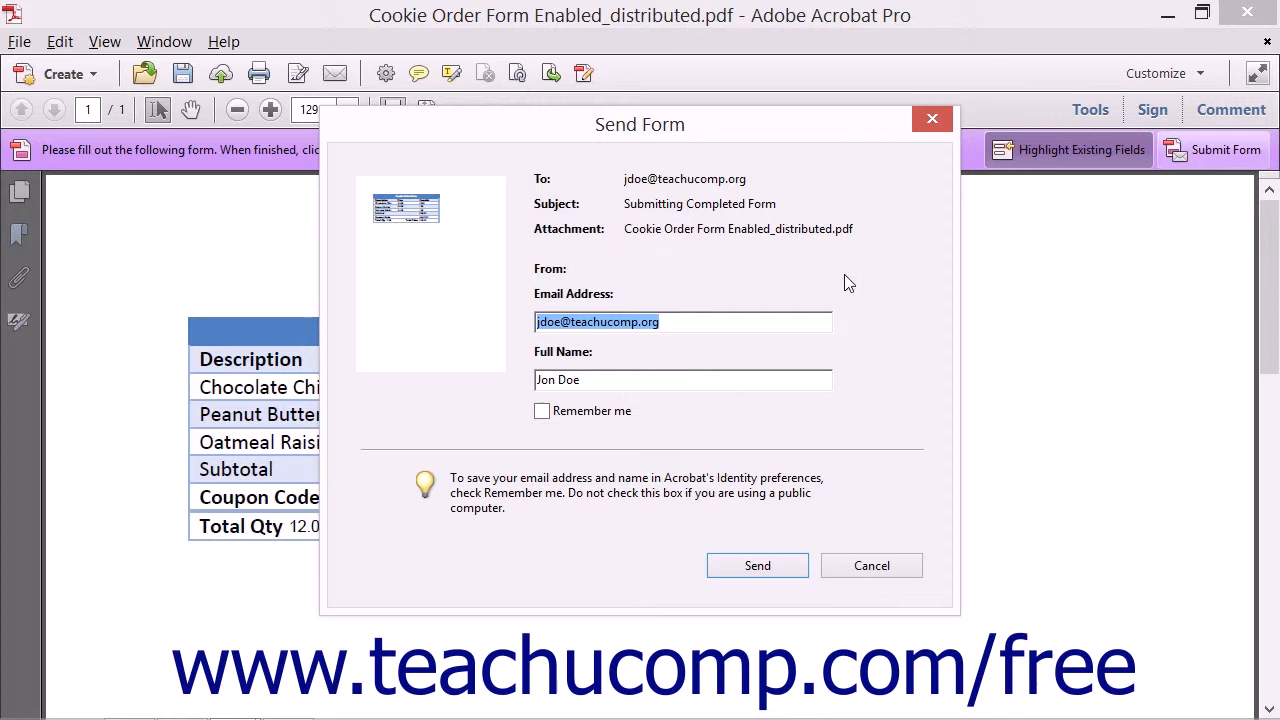 Cookie Order Form Enabled_distributed.pdf - Adobe Acrobat Pro
File Edit View Window Help
Create Customize
1 / 1 129 Tools Sign Comment
Please fill out the following form. When finished, clic Highlight Existing Fields Submit Form
Send Form
To: jdoe@teachucomp.org
Subject: Submitting Completed Form
Attachment: Cookie Order Form Enabled_distributed.pdf
From:
Email Address:
jdoe@teachucomp.org
Full Name:
Jon Doe
Remember me
To save your email address and name in Acrobat's Identity preferences,
check Remember me. Do not check this box if you are using a public
computer.
Send Cancel
Description
Chocolate Chi
Peanut Butter
Oatmeal Raisi
Subtotal
Coupon Code
Total Qty 12.0
www.teachucomp.com/free